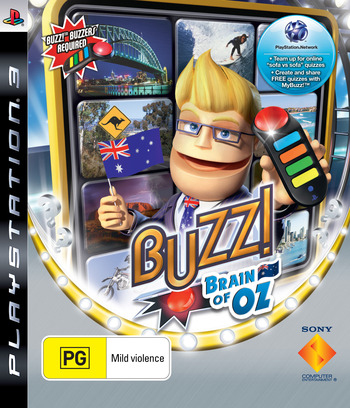 PLAYSTATION 3
"BUZZ!™ BUZZERS"
REQUIRED
PlayStation®Network
• Team up for online
"sofa vs sofa" quizzes
• Create and share
FREE quizzes with
MyBuzz!™
BUZZ!
BRAIN
OF OZ
PG
Mild violence
SONY
COMPUTER
ENTERTAINMENT